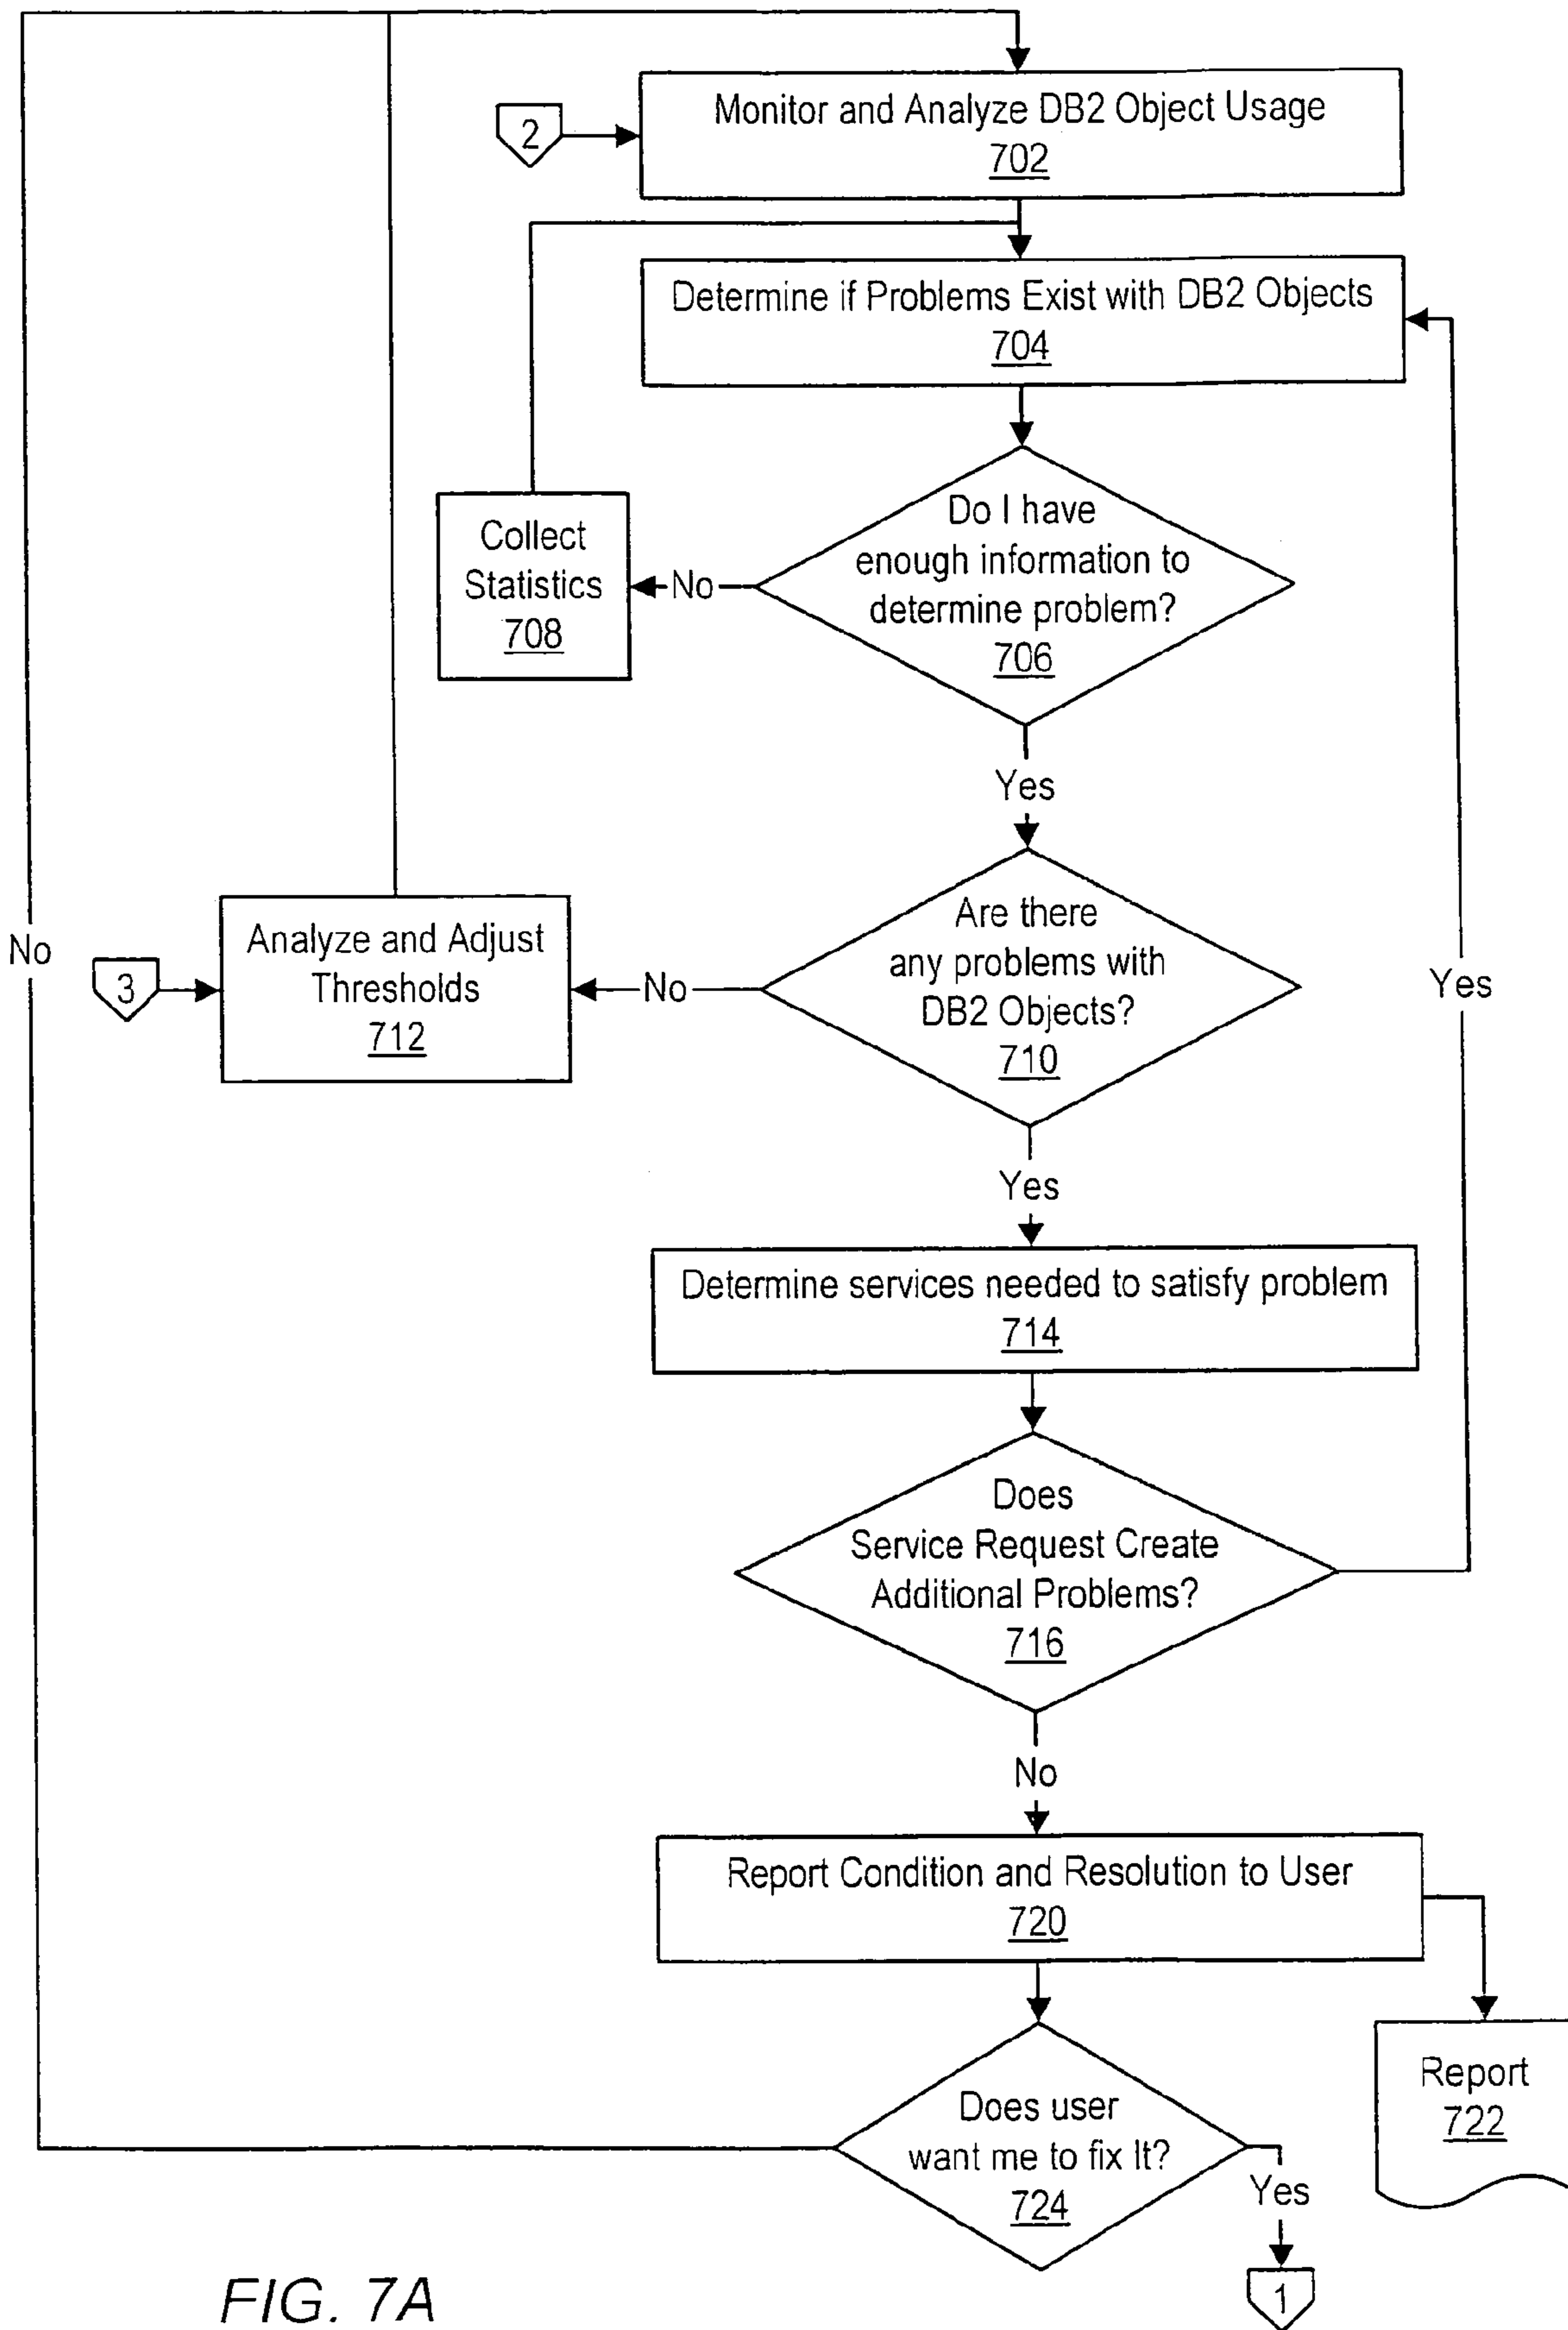 Monitor and Analyze DB2 Object Usage
702
2
Determine if Problems Exist with DB2 Objects
704
Do I have
enough information to
determine problem?
706
No
Collect
Statistics
708
Yes
Are there
any problems with
DB2 Objects?
710
No
Analyze and Adjust
Thresholds
712
3
No
Yes
Yes
Determine services needed to satisfy problem
714
Does
Service Request Create
Additional Problems?
716
No
Report Condition and Resolution to User
720
Report
722
Does user
want me to fix It?
724
Yes
1
FIG. 7A